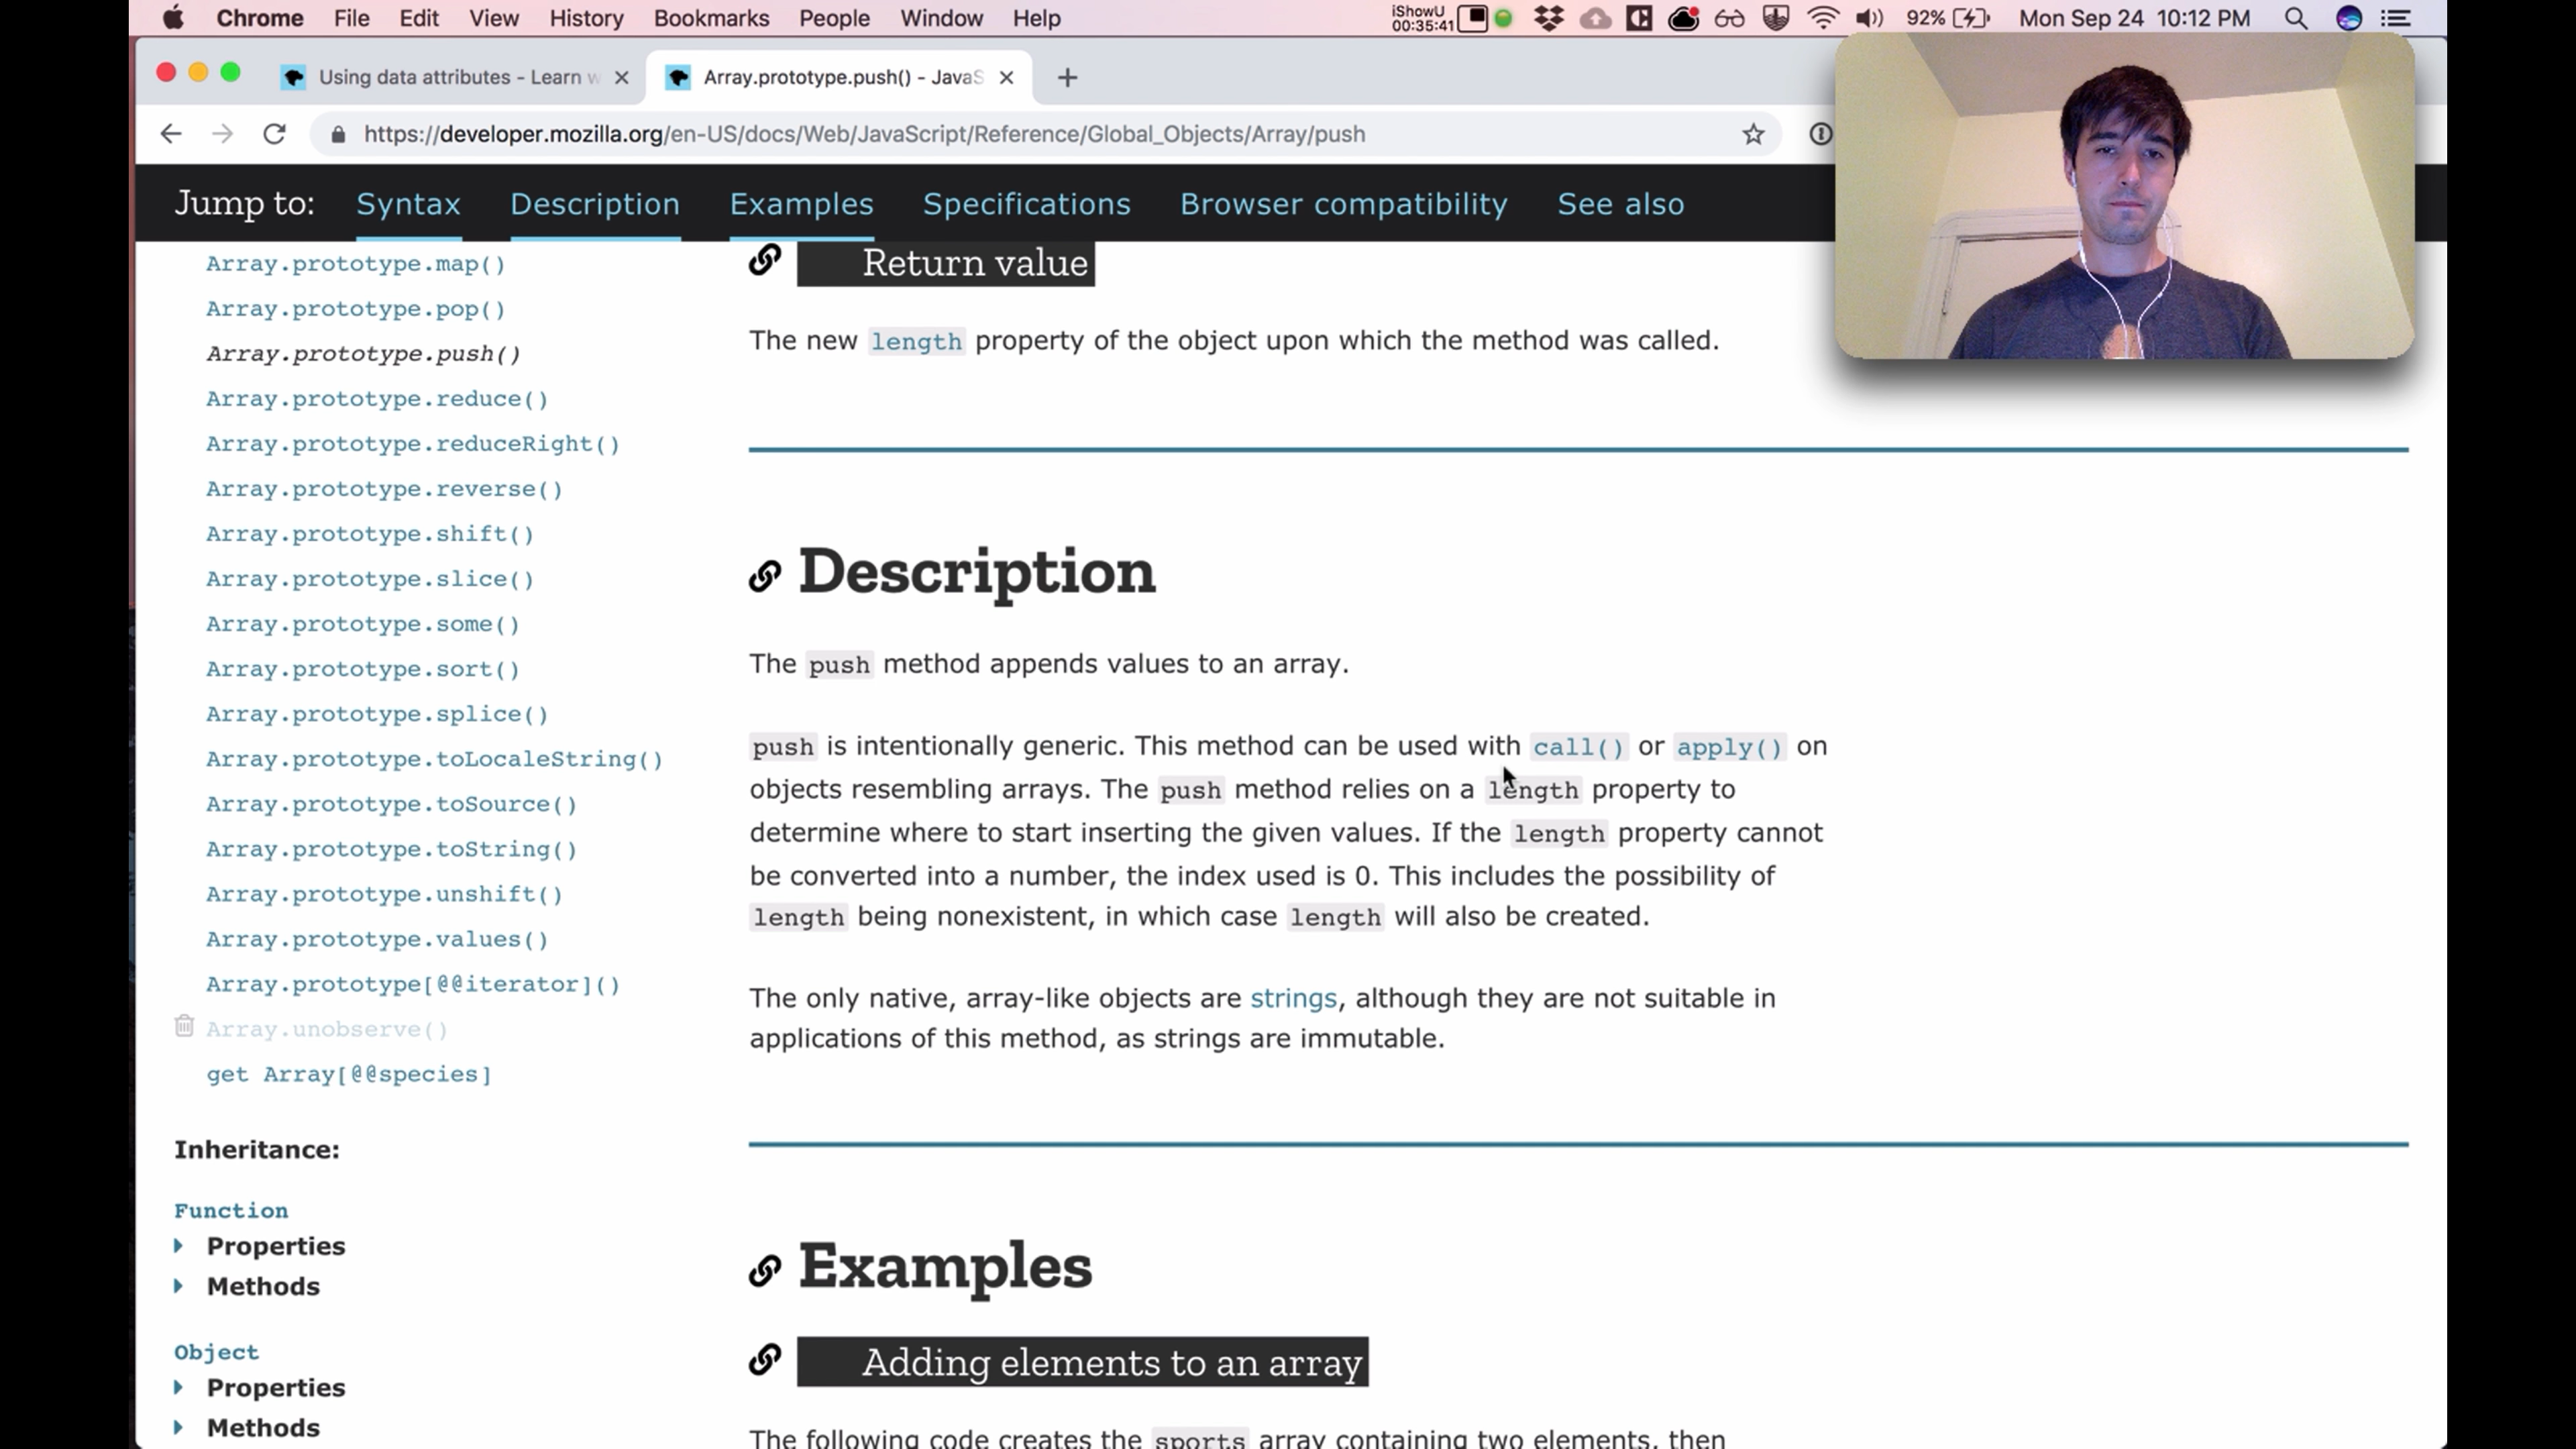 Chrome File Edit View History Bookmarks People Window Help
iShowU
00:35:41
92%
Mon Sep 24 10:12 PM
Using data attributes - Learn w
Array.prototype.push() - JavaS
https://developer.mozilla.org/en-US/docs/Web/JavaScript/Reference/Global_Objects/Array/push
Jump to: Syntax Description Examples Specifications Browser compatibility See also
Array.prototype.map()
Array.prototype.pop()
Array.prototype.push()
Array.prototype.reduce()
Array.prototype.reduceRight()
Array.prototype.reverse()
Array.prototype.shift()
Array.prototype.slice()
Array.prototype.some()
Array.prototype.sort()
Array.prototype.splice()
Array.prototype.toLocaleString()
Array.prototype.toSource()
Array.prototype.toString()
Array.prototype.unshift()
Array.prototype.values()
Array.prototype[@@iterator]()
Array.unobserve()
get Array[@@species]
Inheritance:
Function
Properties
Methods
Object
Properties
Methods
Return value
The new length property of the object upon which the method was called.
Description
The push method appends values to an array.
push is intentionally generic. This method can be used with call() or apply() on
objects resembling arrays. The push method relies on a length property to
determine where to start inserting the given values. If the length property cannot
be converted into a number, the index used is 0. This includes the possibility of
length being nonexistent, in which case length will also be created.
The only native, array-like objects are strings, although they are not suitable in
applications of this method, as strings are immutable.
Examples
Adding elements to an array
The following code creates the sports array containing two elements, then